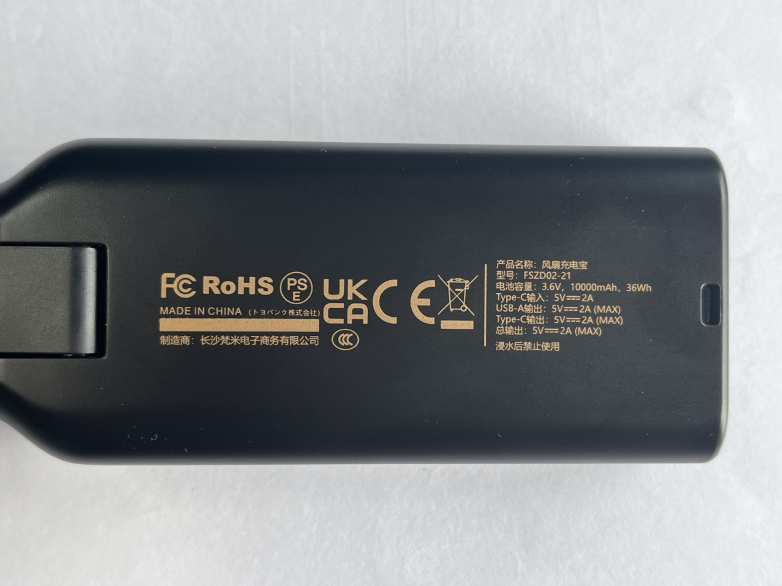 FC RoHS PS E
MADE IN CHINA (トヨバンク株式会社)
制造商：长沙梵米电子商务有限公司 CCC
UK CA CE
产品名称：风扇充电宝
型号：FSZD02-21
电池容量：3.6V，10000mAh、36Wh
Type-C输入：5V⎓2A
USB-A输出：5V⎓2A (MAX)
Type-C输出：5V⎓2A (MAX)
总输出：5V⎓2A (MAX)
浸水后禁止使用